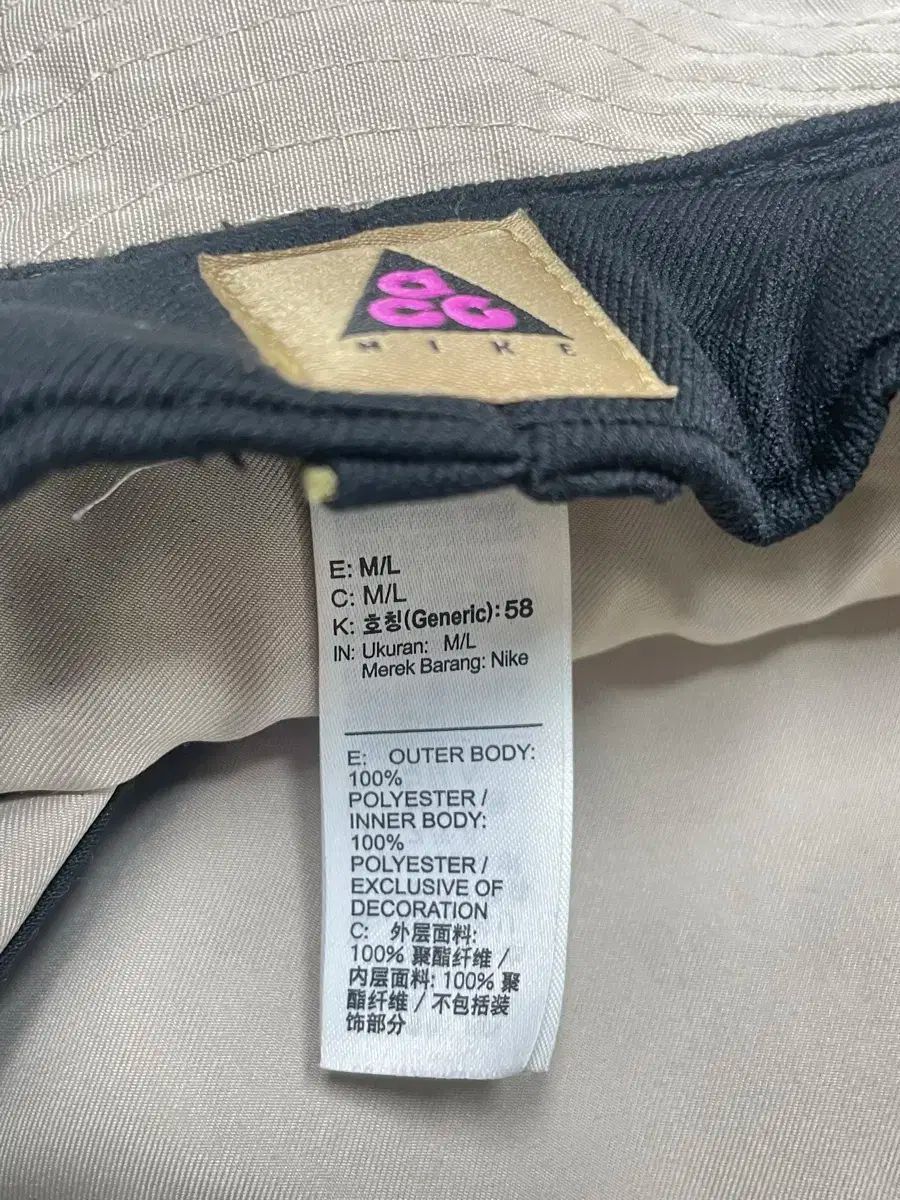 acg
NIKE
E: M/L
C: M/L
K: 호칭(Generic): 58
IN: Ukuran: M/L
Merek Barang: Nike
E: OUTER BODY:
100%
POLYESTER /
INNER BODY:
100%
POLYESTER /
EXCLUSIVE OF
DECORATION
C: 外层面料:
100% 聚酯纤维 /
内层面料: 100% 聚
酯纤维 / 不包括装
饰部分